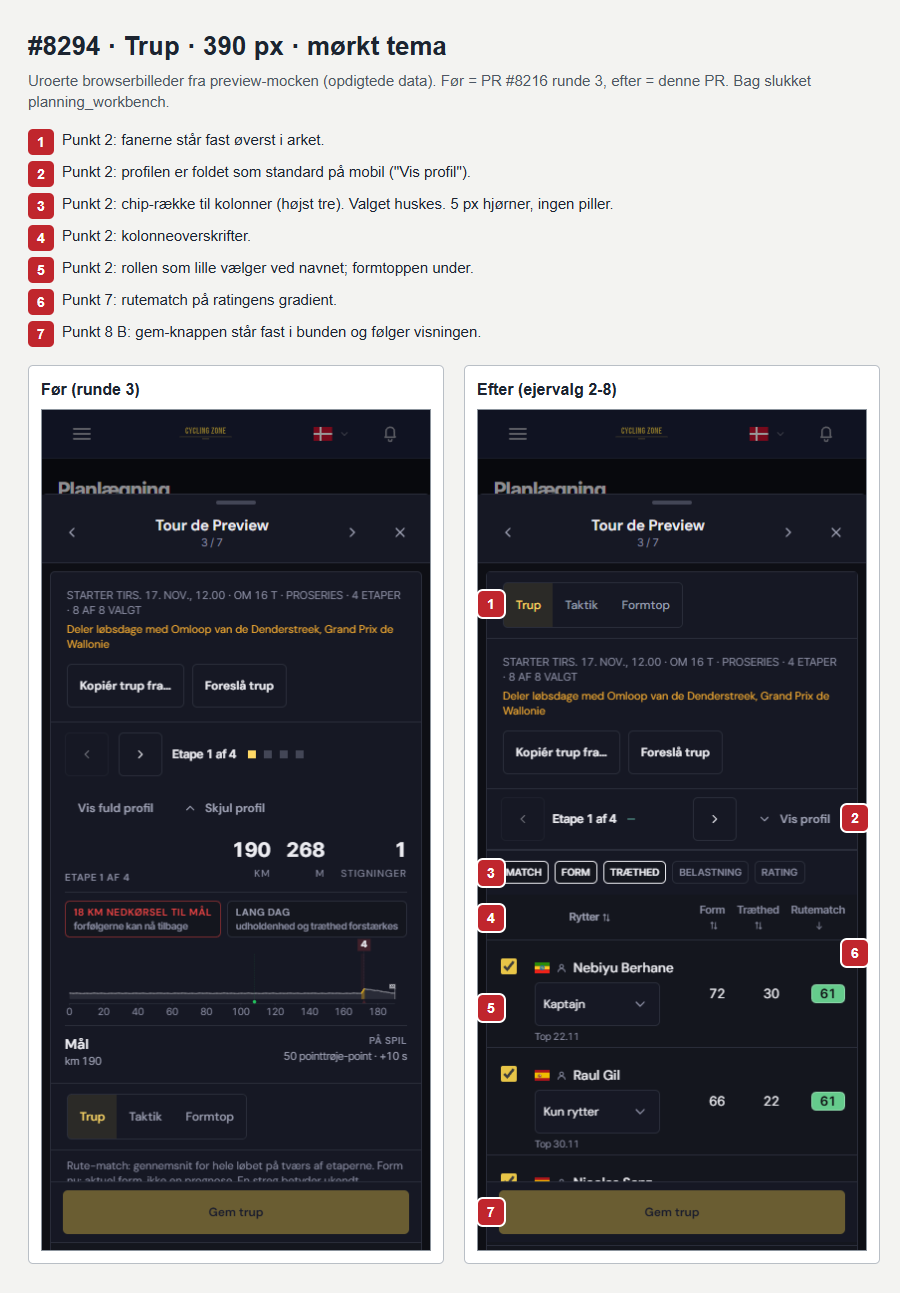 #8294 · Trup · 390 px · mørkt tema
Uroerte browserbilleder fra preview-mocken (opdigtede data). Før = PR #8216 runde 3, efter = denne PR. Bag slukket
planning_workbench.
1 Punkt 2: fanerne står fast øverst i arket.
2 Punkt 2: profilen er foldet som standard på mobil ("Vis profil").
3 Punkt 2: chip-række til kolonner (højst tre). Valget huskes. 5 px hjørner, ingen piller.
4 Punkt 2: kolonneoverskrifter.
5 Punkt 2: rollen som lille vælger ved navnet; formtoppen under.
6 Punkt 7: rutematch på ratingens gradient.
7 Punkt 8 B: gem-knappen står fast i bunden og følger visningen.
Før (runde 3)
CYCLING ZONE
Planlægning
Tour de Preview
3 / 7
STARTER TIRS. 17. NOV., 12.00 · OM 16 T · PROSERIES · 4 ETAPER
· 8 AF 8 VALGT
Deler løbsdage med Omloop van de Denderstreek, Grand Prix de
Wallonie
Kopiér trup fra... Foreslå trup
Etape 1 af 4
Vis fuld profil Skjul profil
190 268 1
ETAPE 1 AF 4 KM M STIGNINGER
18 KM NEDKØRSEL TIL MÅL LANG DAG
forfølgerne kan nå tilbage udholdenhed og træthed forstærkes
4
0 20 40 60 80 100 120 140 160 180
Mål PÅ SPIL
km 190 50 pointtrøje-point · +10 s
Trup Taktik Formtop
Rute-match: gennemsnit for hele løbet på tværs af etaperne. Form
nu: aktuel form, ikke en prognose. En streg betyder ukendt.
Gem trup
Efter (ejervalg 2-8)
CYCLING ZONE
Planlægning
Tour de Preview
3 / 7
1 Trup Taktik Formtop
STARTER TIRS. 17. NOV., 12.00 · OM 16 T · PROSERIES · 4 ETAPER
· 8 AF 8 VALGT
Deler løbsdage med Omloop van de Denderstreek, Grand Prix de
Wallonie
Kopiér trup fra... Foreslå trup
Etape 1 af 4 Vis profil 2
3 MATCH FORM TRÆTHED BELASTNING RATING
4 Rytter Form Træthed Rutematch
6
Nebiyu Berhane 72 30 61
5 Kaptajn
Top 22.11
Raul Gil 66 22 61
Kun rytter
Top 30.11
7 Gem trup